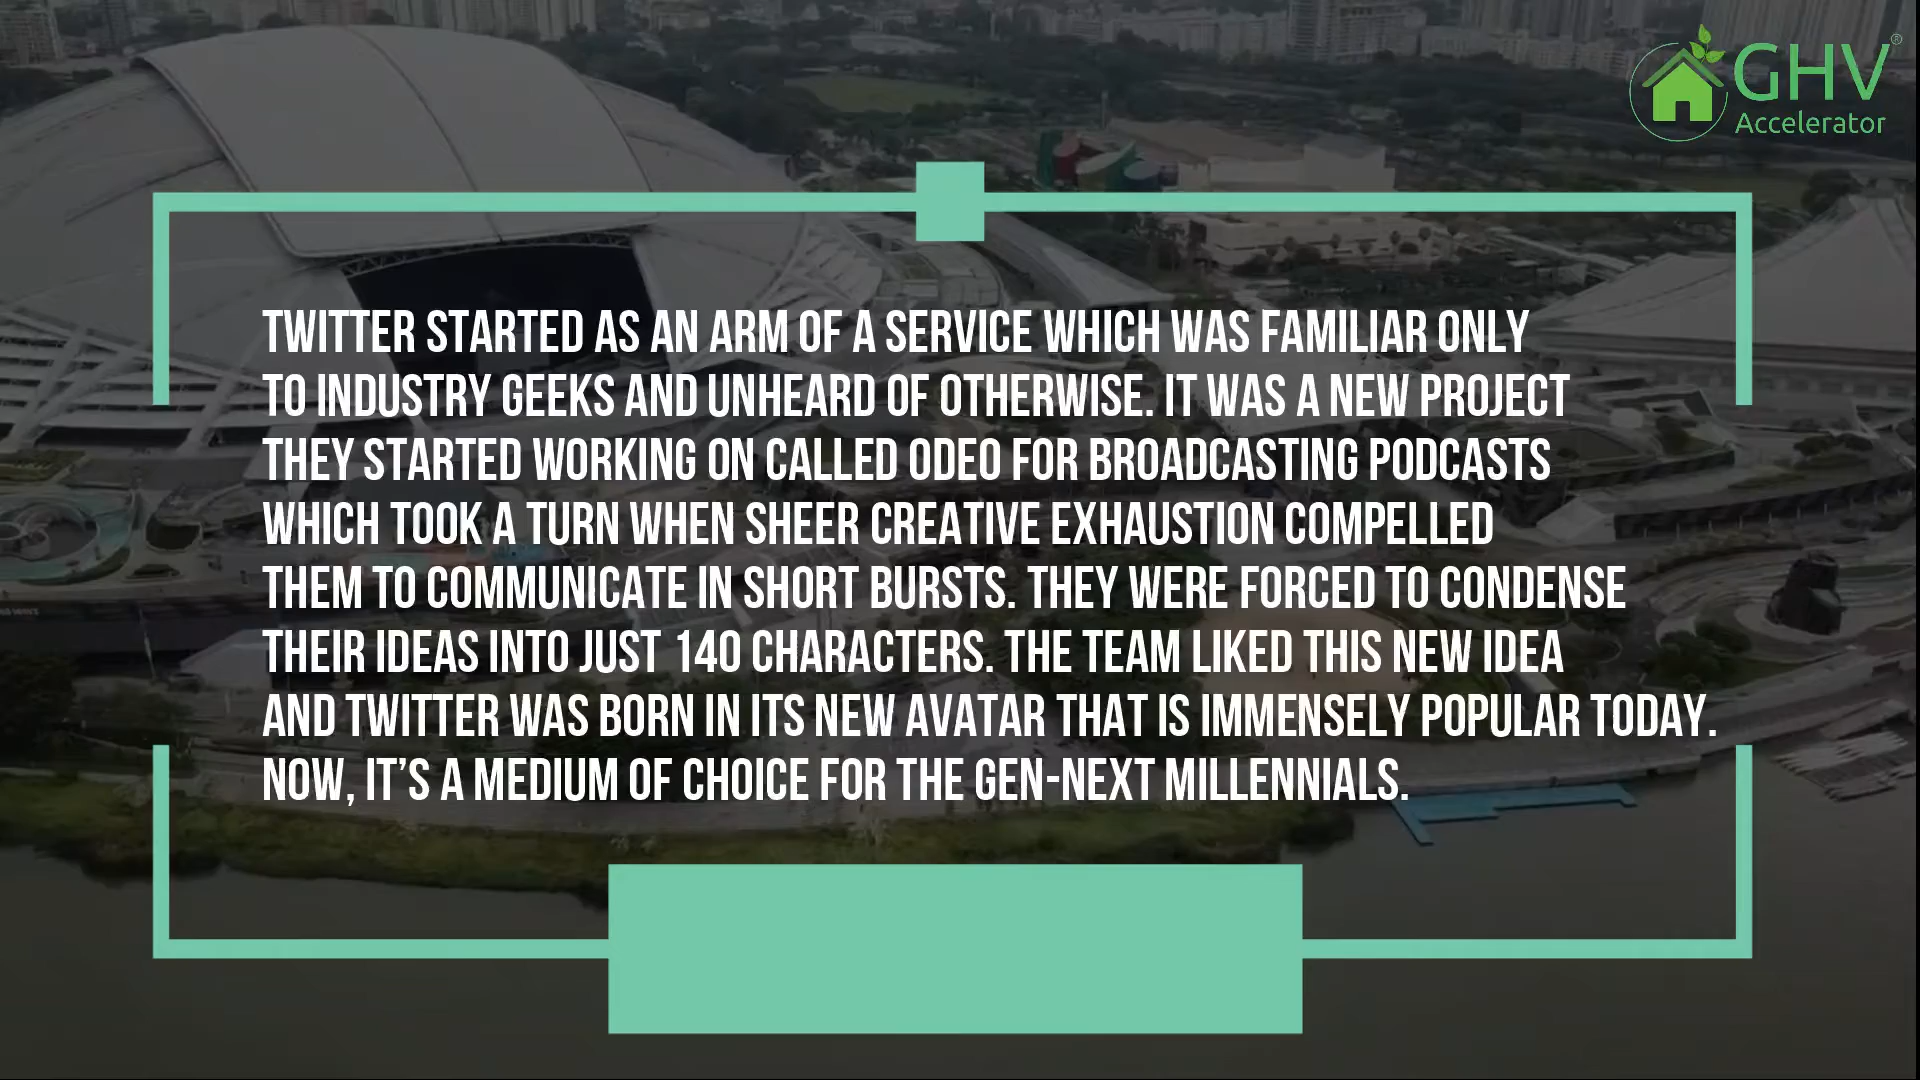 GHV®
Accelerator
TWITTER STARTED AS AN ARM OF A SERVICE WHICH WAS FAMILIAR ONLY
TO INDUSTRY GEEKS AND UNHEARD OF OTHERWISE. IT WAS A NEW PROJECT
THEY STARTED WORKING ON CALLED ODEO FOR BROADCASTING PODCASTS
WHICH TOOK A TURN WHEN SHEER CREATIVE EXHAUSTION COMPELLED
THEM TO COMMUNICATE IN SHORT BURSTS. THEY WERE FORCED TO CONDENSE
THEIR IDEAS INTO JUST 140 CHARACTERS. THE TEAM LIKED THIS NEW IDEA
AND TWITTER WAS BORN IN ITS NEW AVATAR THAT IS IMMENSELY POPULAR TODAY.
NOW, IT’S A MEDIUM OF CHOICE FOR THE GEN-NEXT MILLENNIALS.